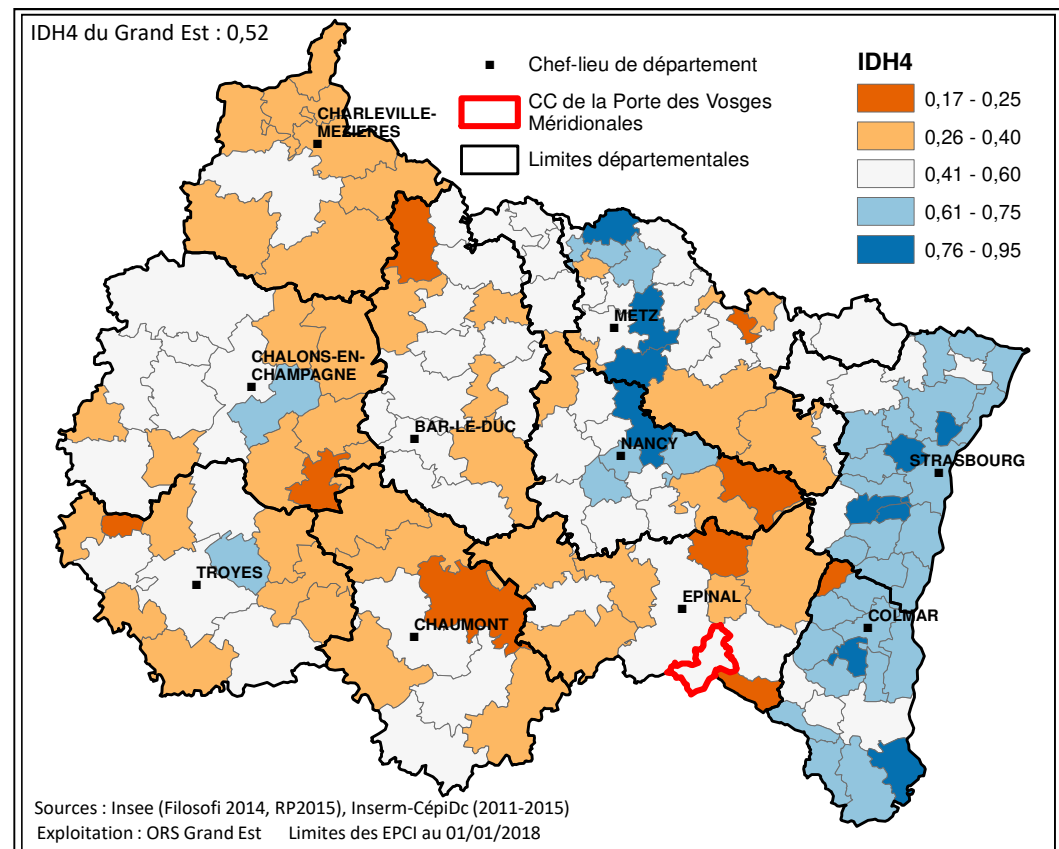 IDH4 du Grand Est : 0,52
Chef-lieu de département
CC de la Porte des Vosges
Méridionales
Limites départementales
IDH4
0,17 - 0,25
0,26 - 0,40
0,41 - 0,60
0,61 - 0,75
0,76 - 0,95
CHARLEVILLE-
MEZIERES
METZ
CHALONS-EN-
CHAMPAGNE
BAR-LE-DUC
NANCY
STRASBOURG
TROYES
EPINAL
CHAUMONT
COLMAR
Sources : Insee (Filosofi 2014, RP2015), Inserm-CépiDc (2011-2015)
Exploitation : ORS Grand Est Limites des EPCI au 01/01/2018